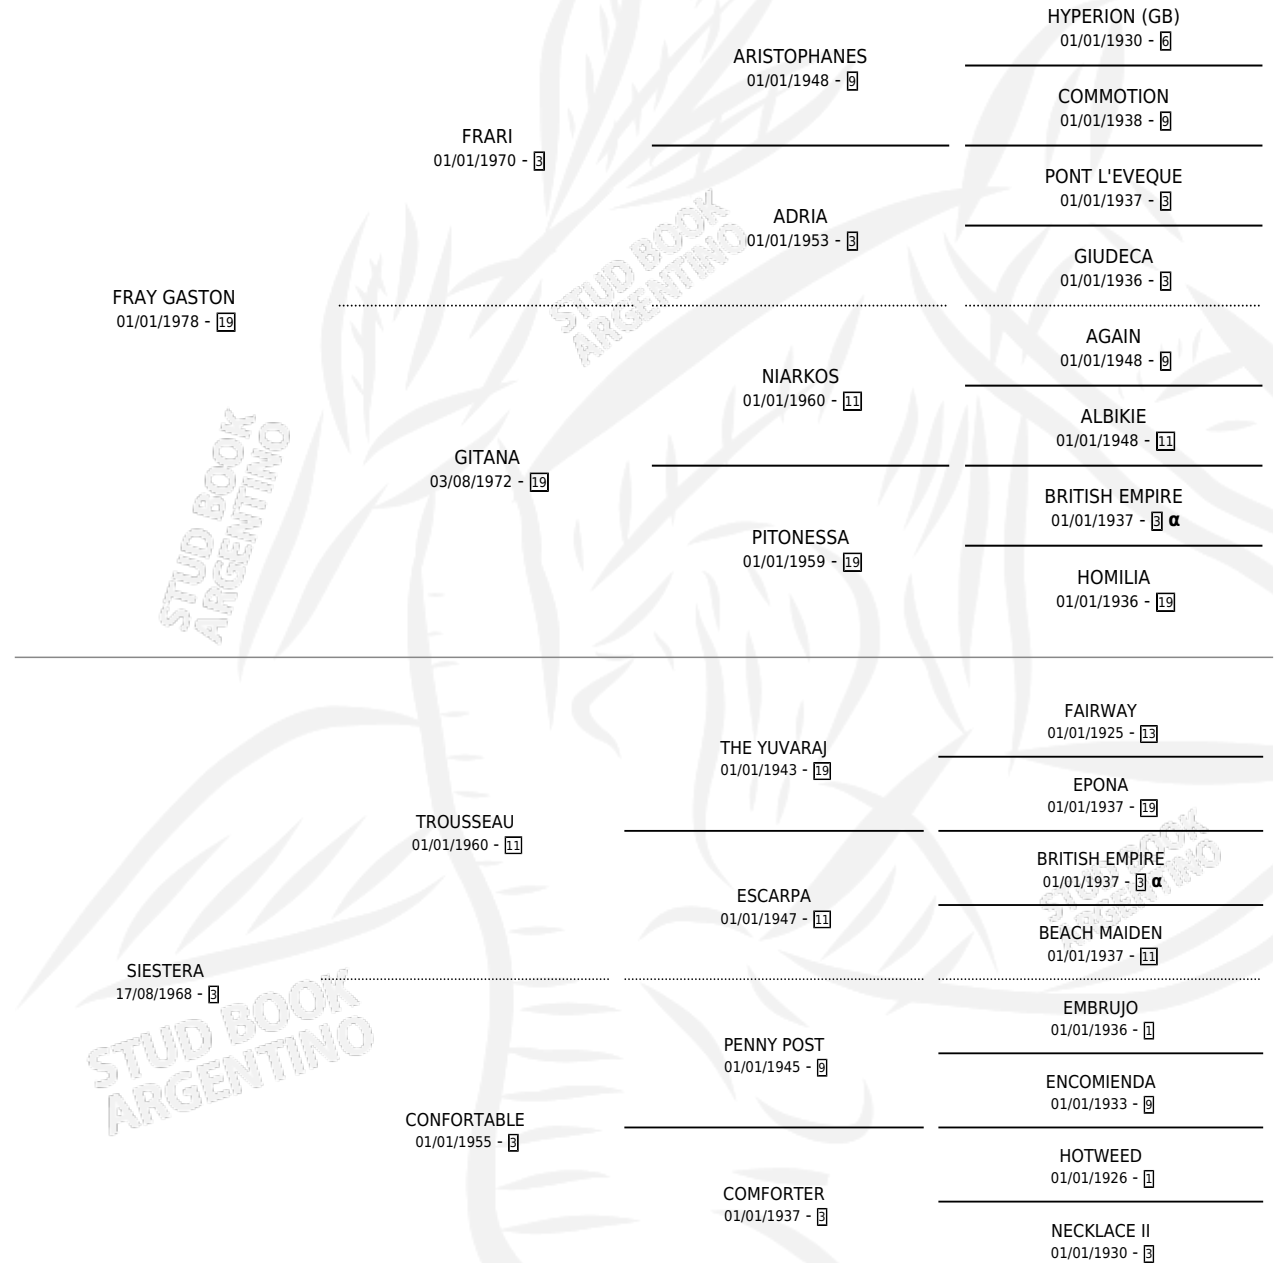 HYPERION (GB)
01/01/1930 - 6
ARISTOPHANES
01/01/1948 - 9
COMMOTION
01/01/1938 - 9
FRARI
01/01/1970 - 3
PONT L'EVEQUE
01/01/1937 - 3
ADRIA
01/01/1953 - 3
GIUDECA
01/01/1936 - 3
FRAY GASTON
01/01/1978 - 19
AGAIN
01/01/1948 - 9
NIARKOS
01/01/1960 - 11
ALBIKIE
01/01/1948 - 11
GITANA
03/08/1972 - 19
BRITISH EMPIRE
01/01/1937 - 3 α
PITONESSA
01/01/1959 - 19
HOMILIA
01/01/1936 - 19
FAIRWAY
01/01/1925 - 13
THE YUVARAJ
01/01/1943 - 19
EPONA
01/01/1937 - 19
TROUSSEAU
01/01/1960 - 11
BRITISH EMPIRE
01/01/1937 - 3 α
ESCARPA
01/01/1947 - 11
BEACH MAIDEN
01/01/1937 - 11
SIESTERA
17/08/1968 - 3
EMBRUJO
01/01/1936 - 1
PENNY POST
01/01/1945 - 9
ENCOMIENDA
01/01/1933 - 9
CONFORTABLE
01/01/1955 - 3
HOTWEED
01/01/1926 - 1
COMFORTER
01/01/1937 - 3
NECKLACE II
01/01/1930 - 3
STUD BOOK
ARGENTINO
STUD BOOK
ARGENTINO
STUD BOOK
ARGENTINO
STUD BOOK
ARGENTINO